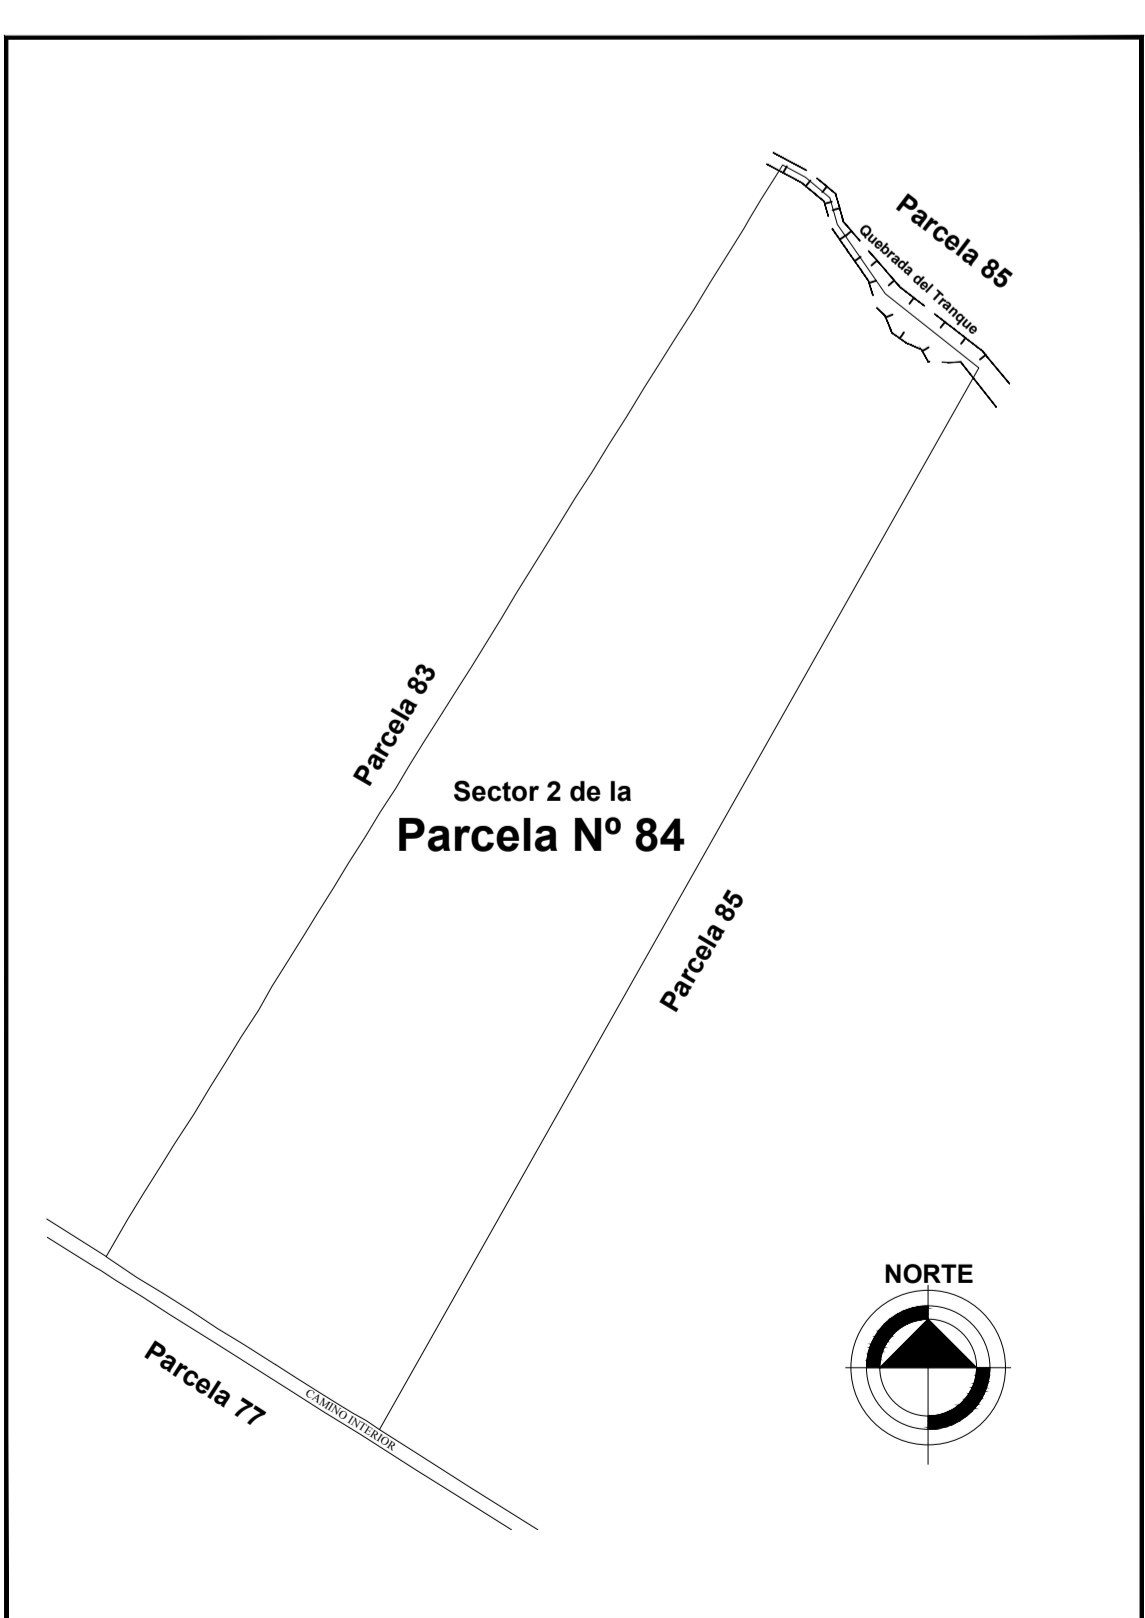 Parcela 85
Quebrada del Tranque
Parcela 83
Sector 2 de la
Parcela Nº 84
Parcela 85
NORTE
Parcela 77
CAMINO INTERIOR